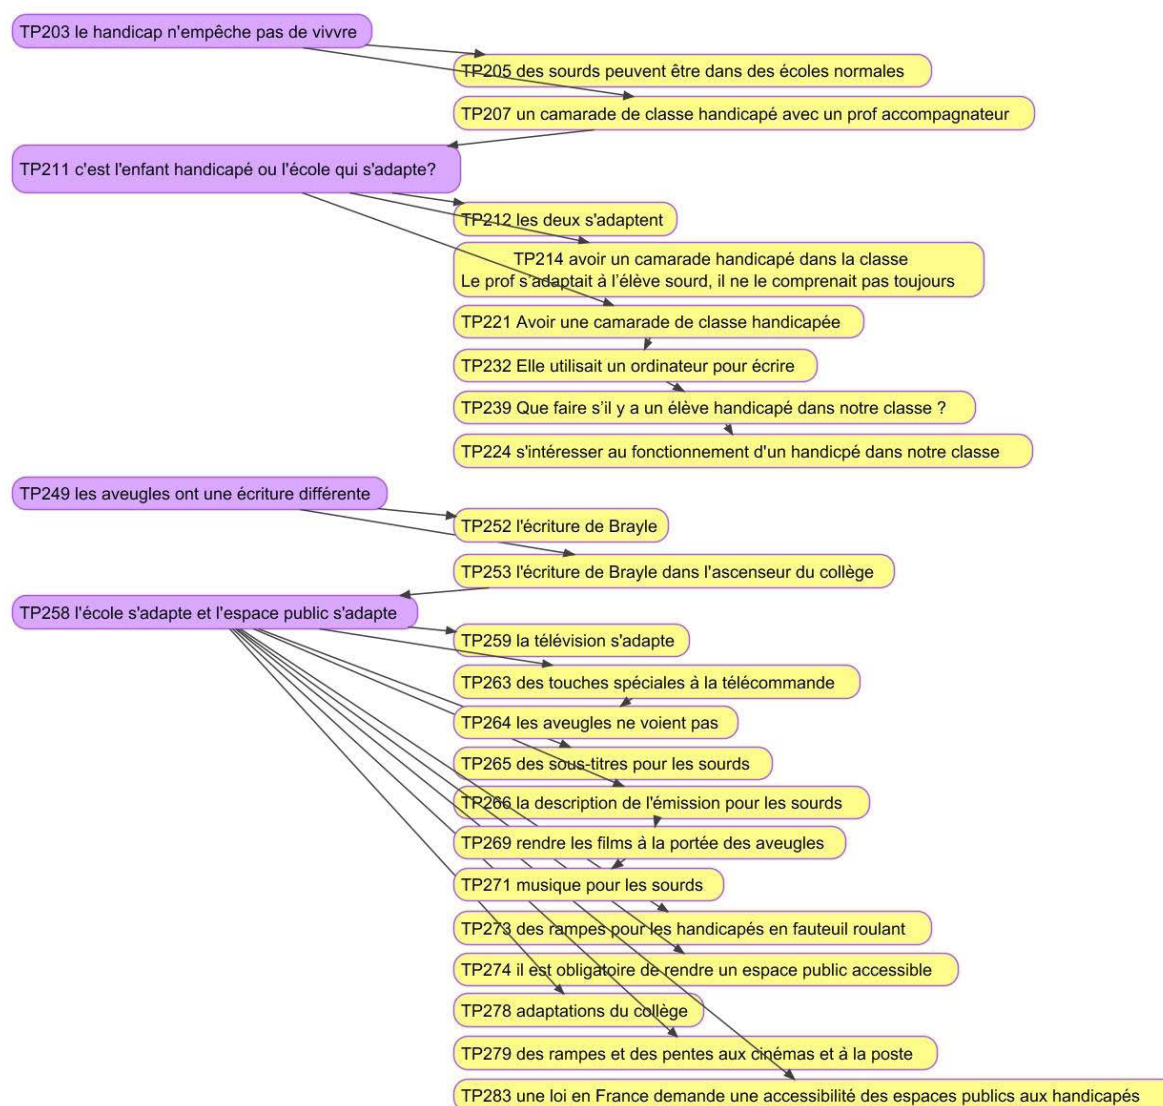 TP203 le handicap n'empêche pas de vivvre
TP205 des sourds peuvent être dans des écoles normales
TP207 un camarade de classe handicapé avec un prof accompagnateur
TP211 c'est l'enfant handicapé ou l'école qui s'adapte?
TP212 les deux s'adaptent
TP214 avoir un camarade handicapé dans la classe
Le prof s'adaptait à l’élève sourd, il ne le comprenait pas toujours
TP221 Avoir une camarade de classe handicapée
TP232 Elle utilisait un ordinateur pour écrire
TP239 Que faire s’il y a un élève handicapé dans notre classe ?
TP224 s'intéresser au fonctionnement d'un handicpé dans notre classe
TP249 les aveugles ont une écriture différente
TP252 l'écriture de Brayle
TP253 l'écriture de Brayle dans l'ascenseur du collège
TP258 l'école s'adapte et l'espace public s'adapte
TP259 la télévision s'adapte
TP263 des touches spéciales à la télécommande
TP264 les aveugles ne voient pas
TP265 des sous-titres pour les sourds
TP266 la description de l'émission pour les sourds
TP269 rendre les films à la portée des aveugles
TP271 musique pour les sourds
TP273 des rampes pour les handicapés en fauteuil roulant
TP274 il est obligatoire de rendre un espace public accessible
TP278 adaptations du collège
TP279 des rampes et des pentes aux cinémas et à la poste
TP283 une loi en France demande une accessibilité des espaces publics aux handicapés